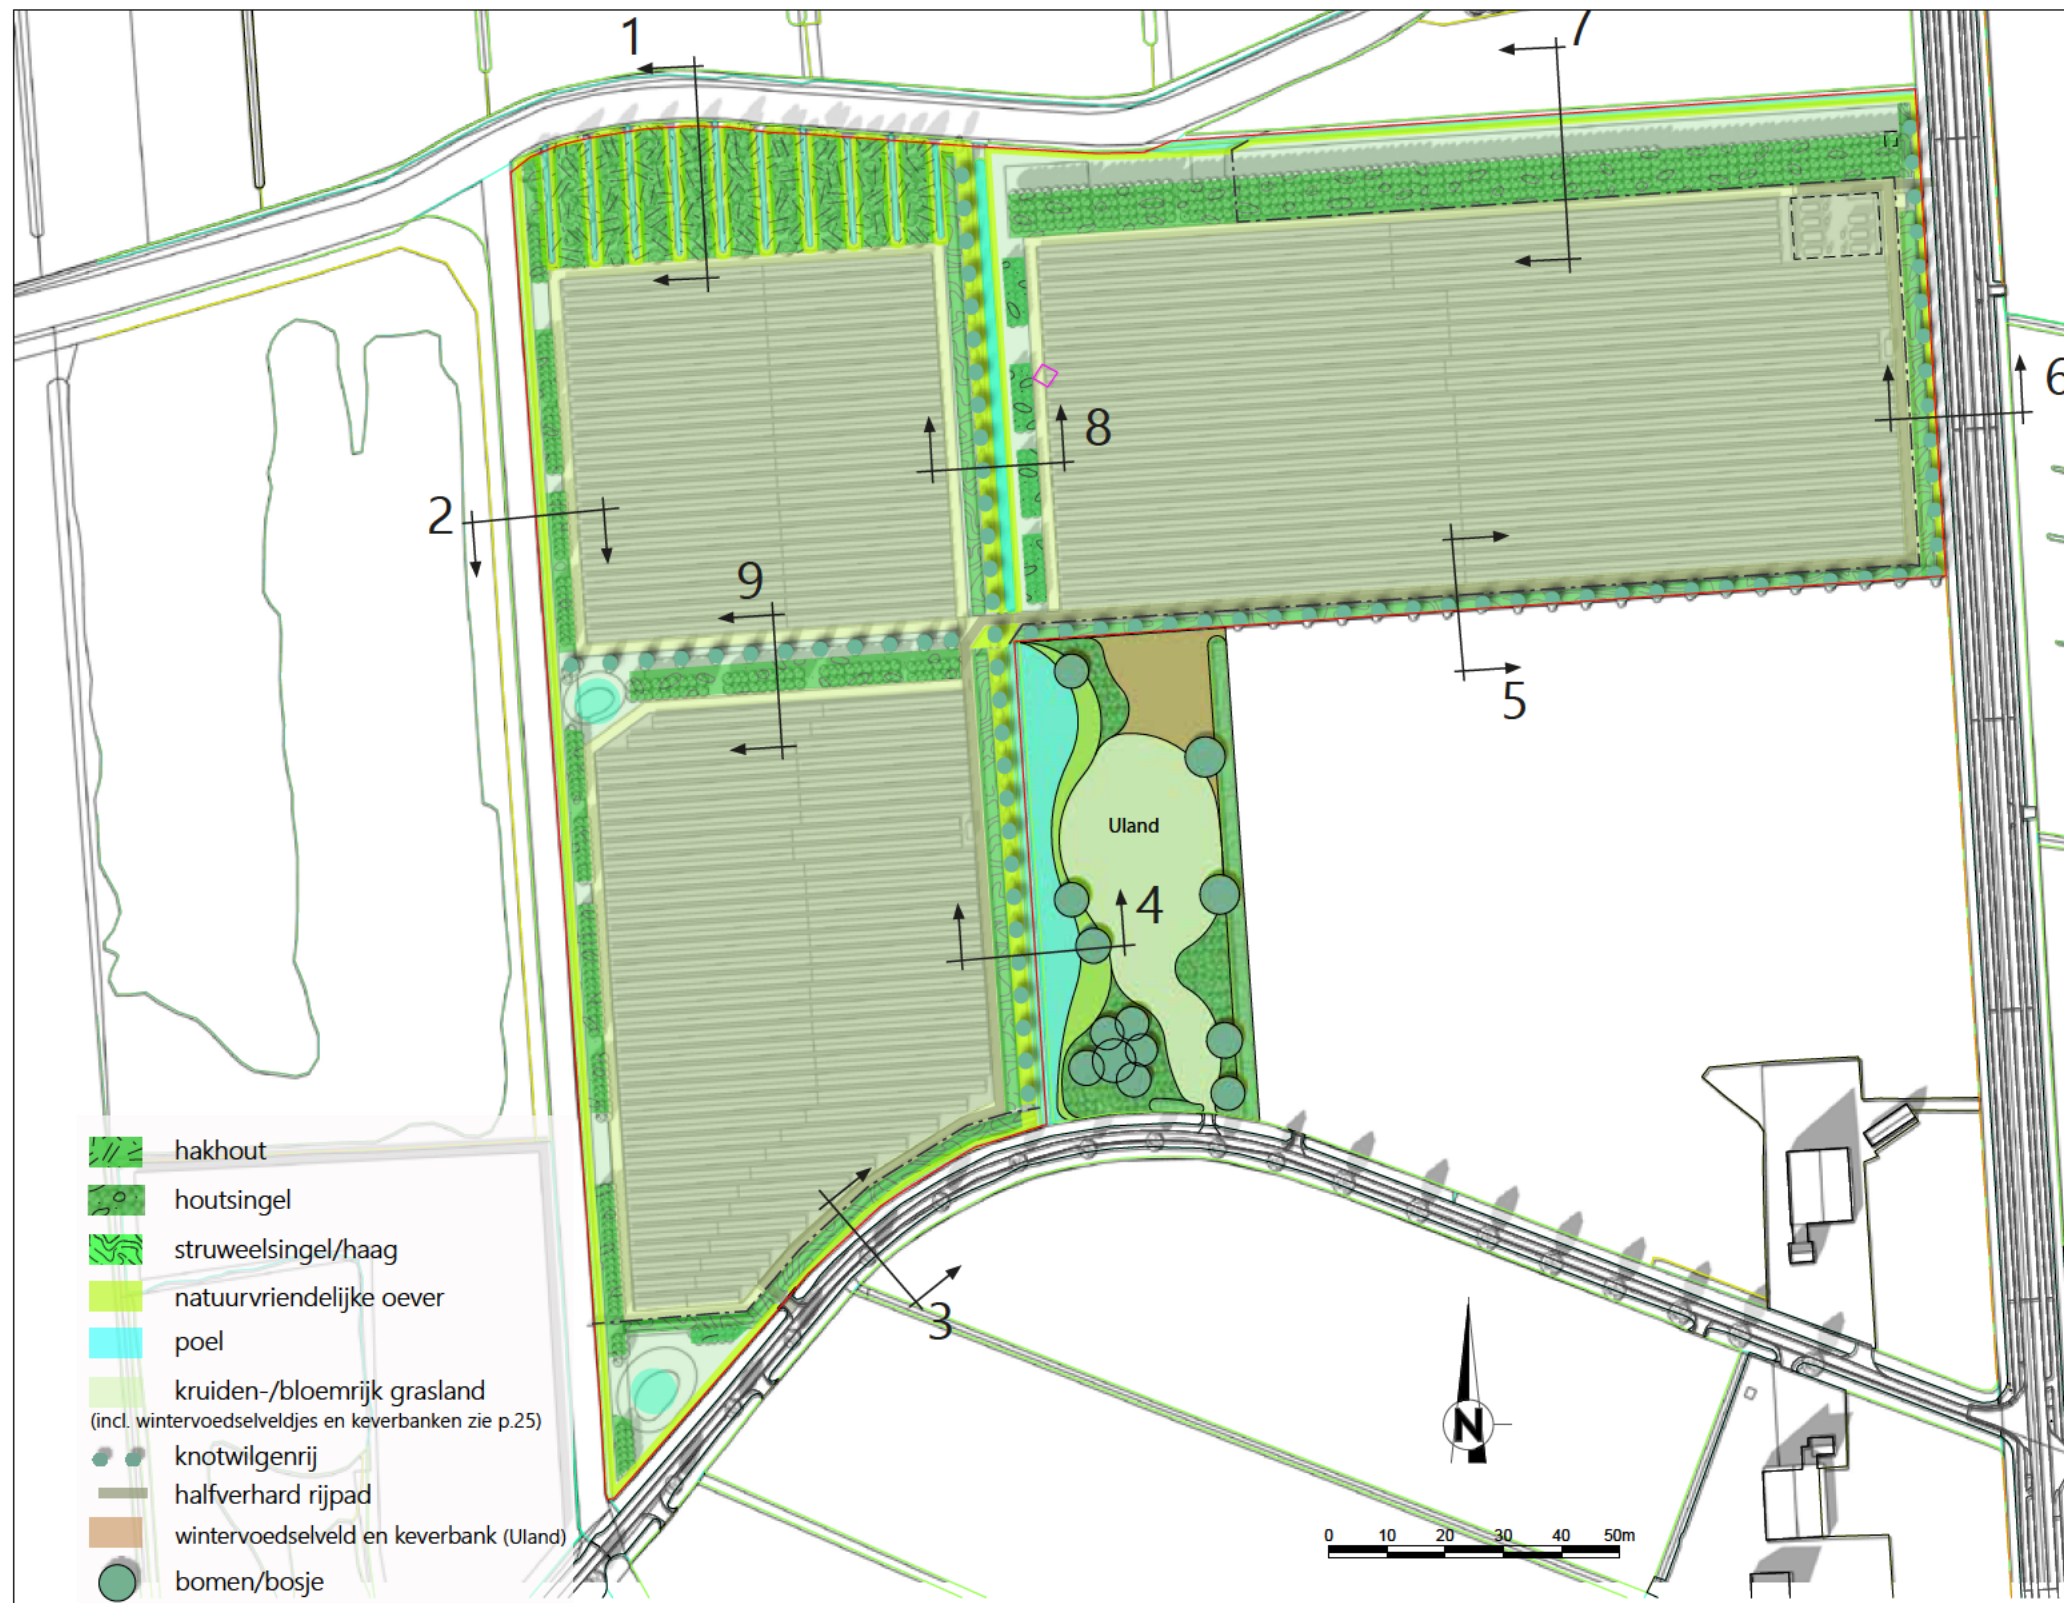 1
7
6
8
2
9
5
Uland
4
3
hakhout
houtsingel
struweelsingel/haag
natuurvriendelijke oever
poel
kruiden-/bloemrijk grasland
(incl. wintervoedselveldjes en keverbanken zie p.25)
knotwilgenrij
halfverhard rijpad
wintervoedselveld en keverbank (Uland)
bomen/bosje
N
0 10 20 30 40 50m